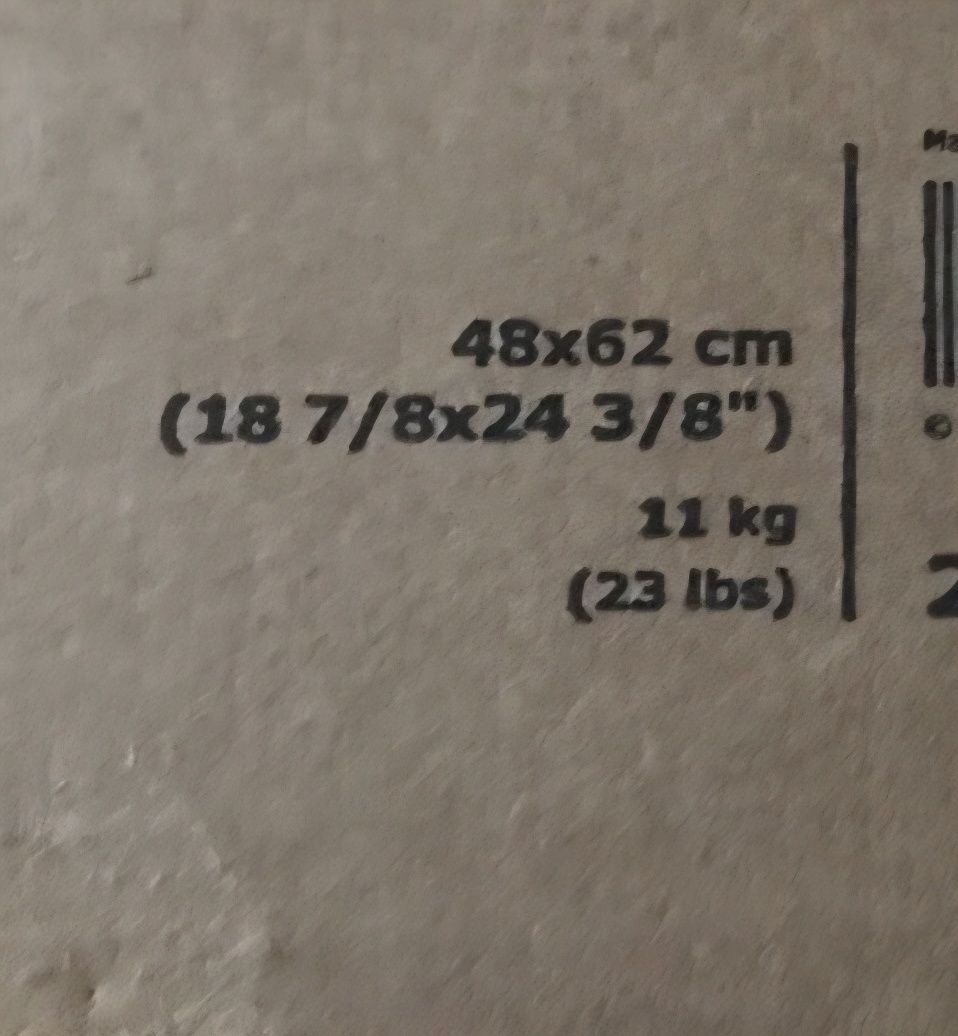 48x62 cm
(18 7/8x24 3/8")
11 kg
(23 lbs)